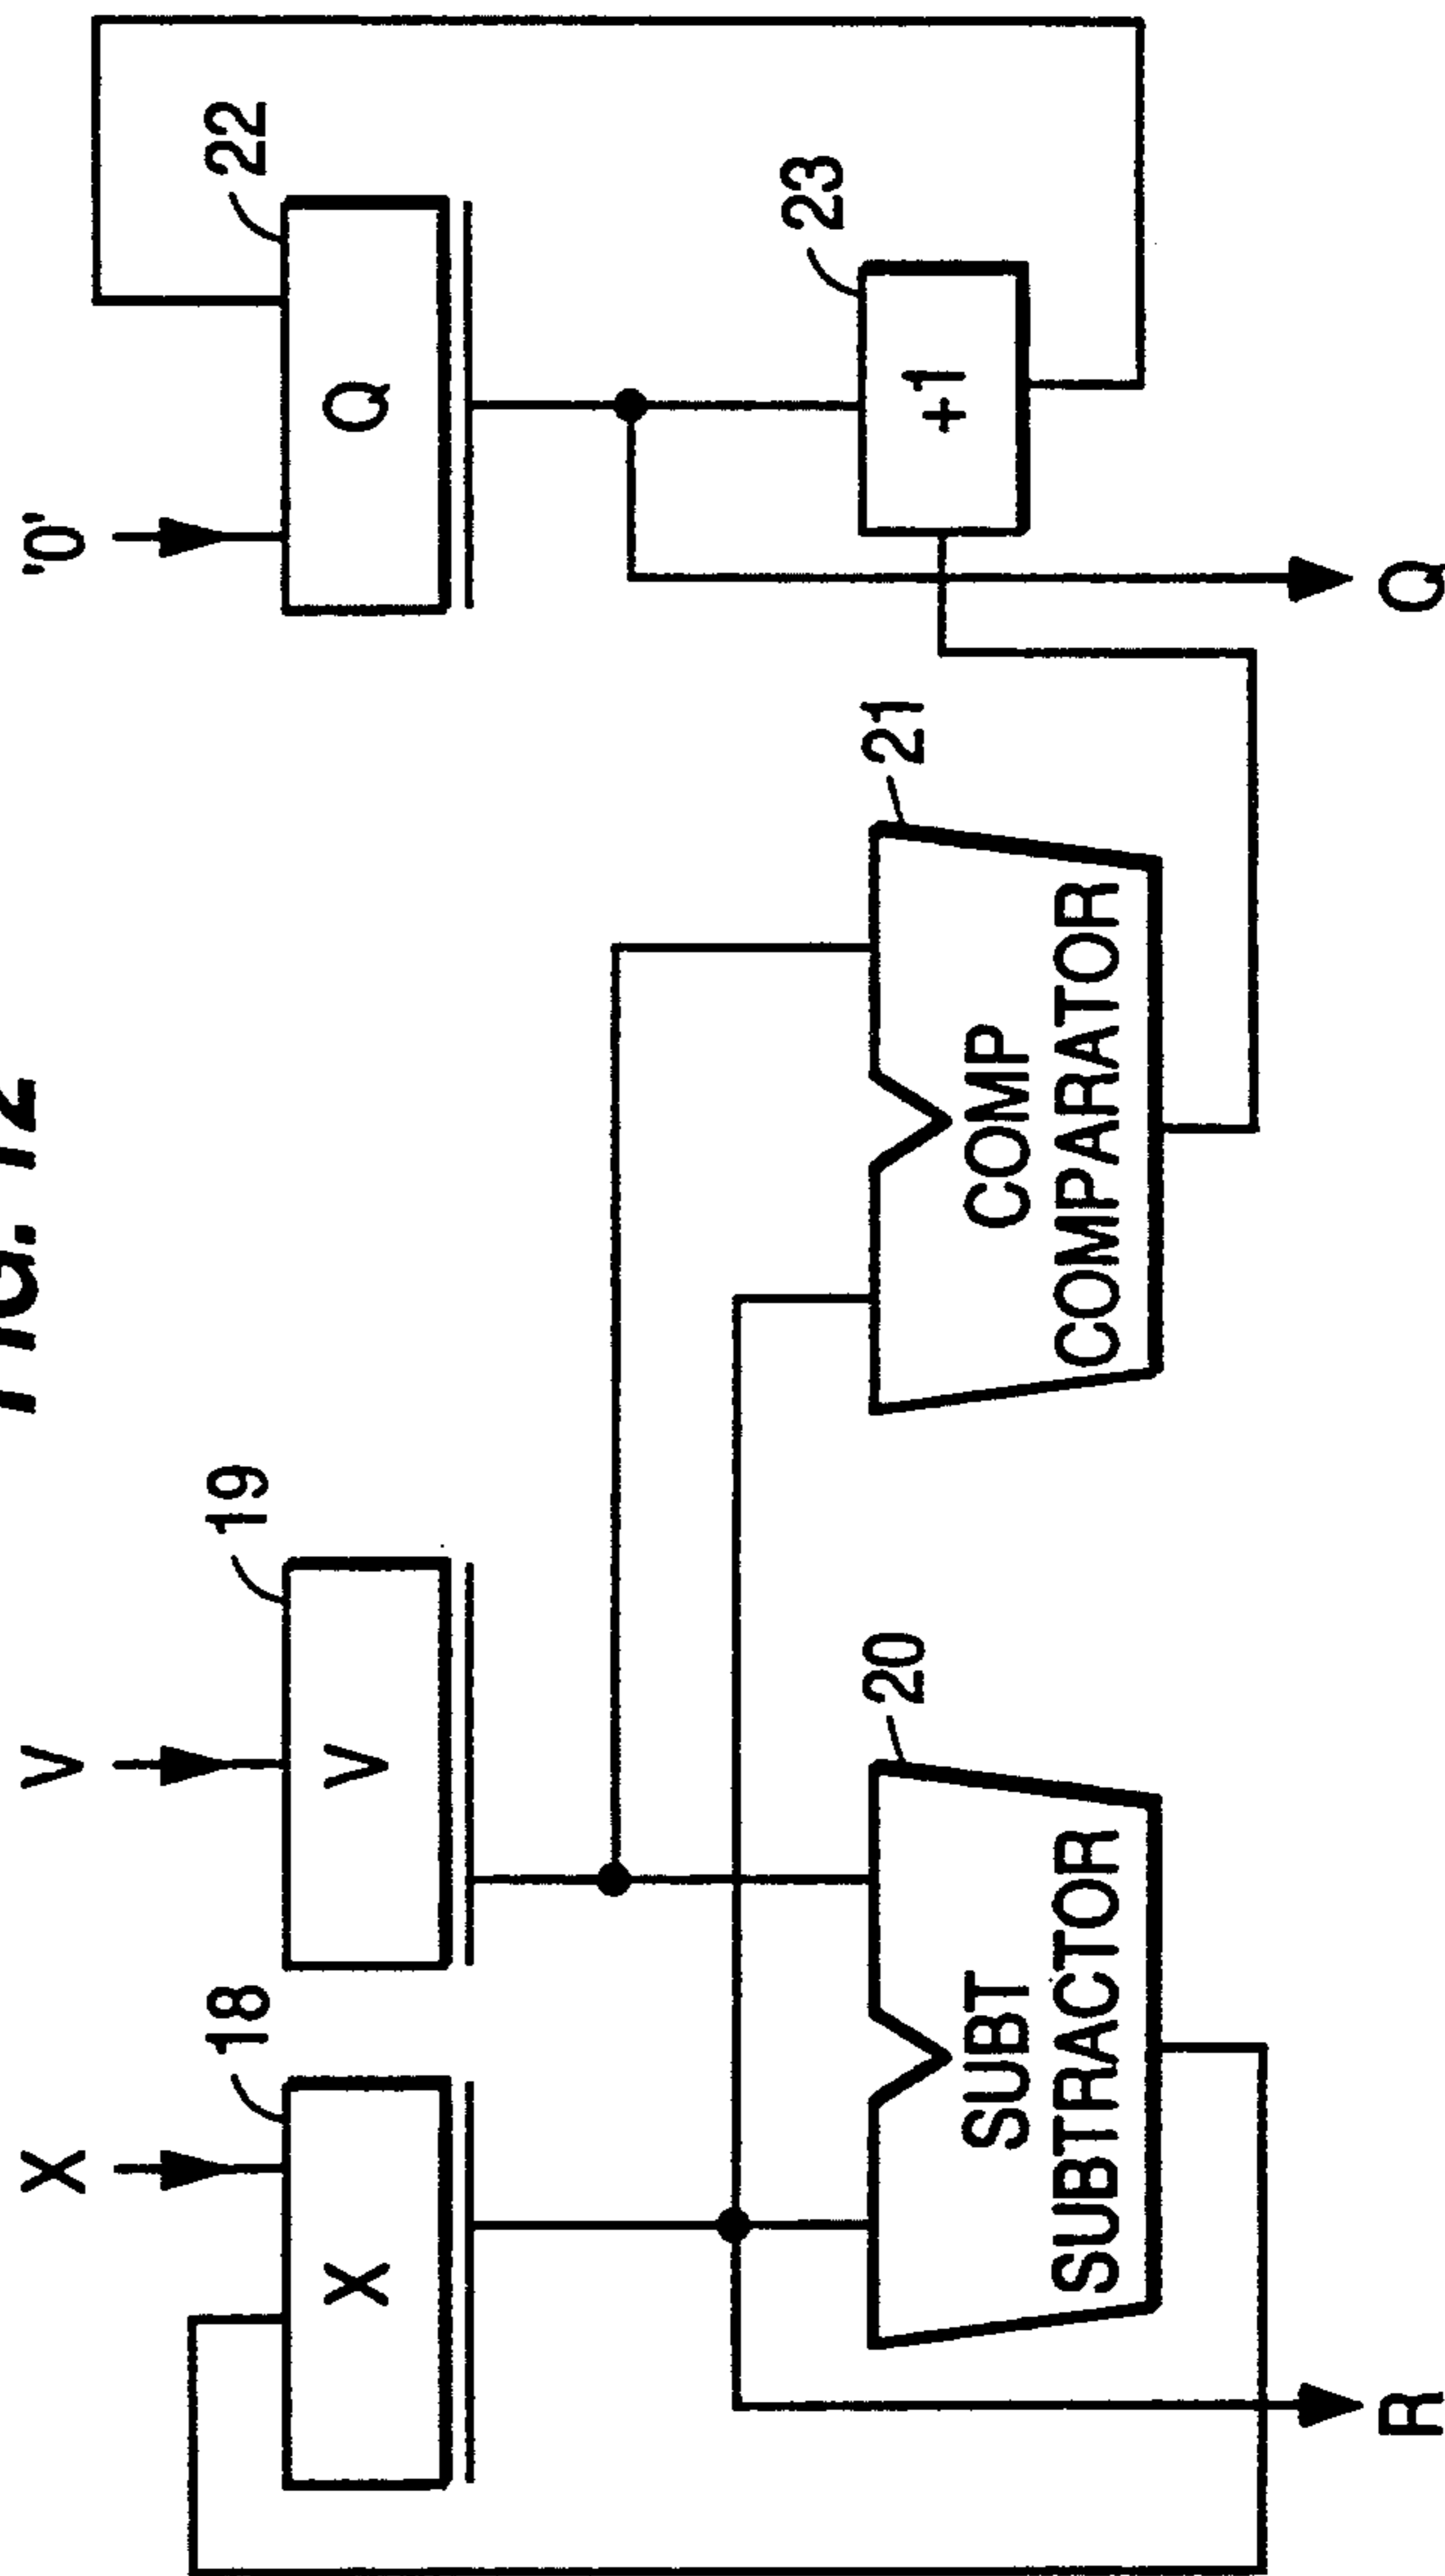 FIG. 12
X
V
'0'
18
19
22
X
V
Q
20
21
23
SUBT
SUBTRACTOR
COMP
COMPARATOR
+1
R
Q